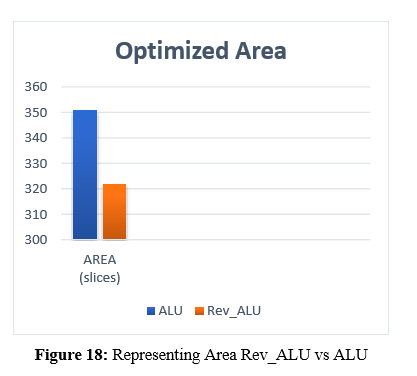 Optimized Area
360
350
340
330
320
310
300
AREA
(slices)
ALU Rev_ALU
Figure 18: Representing Area Rev_ALU vs ALU